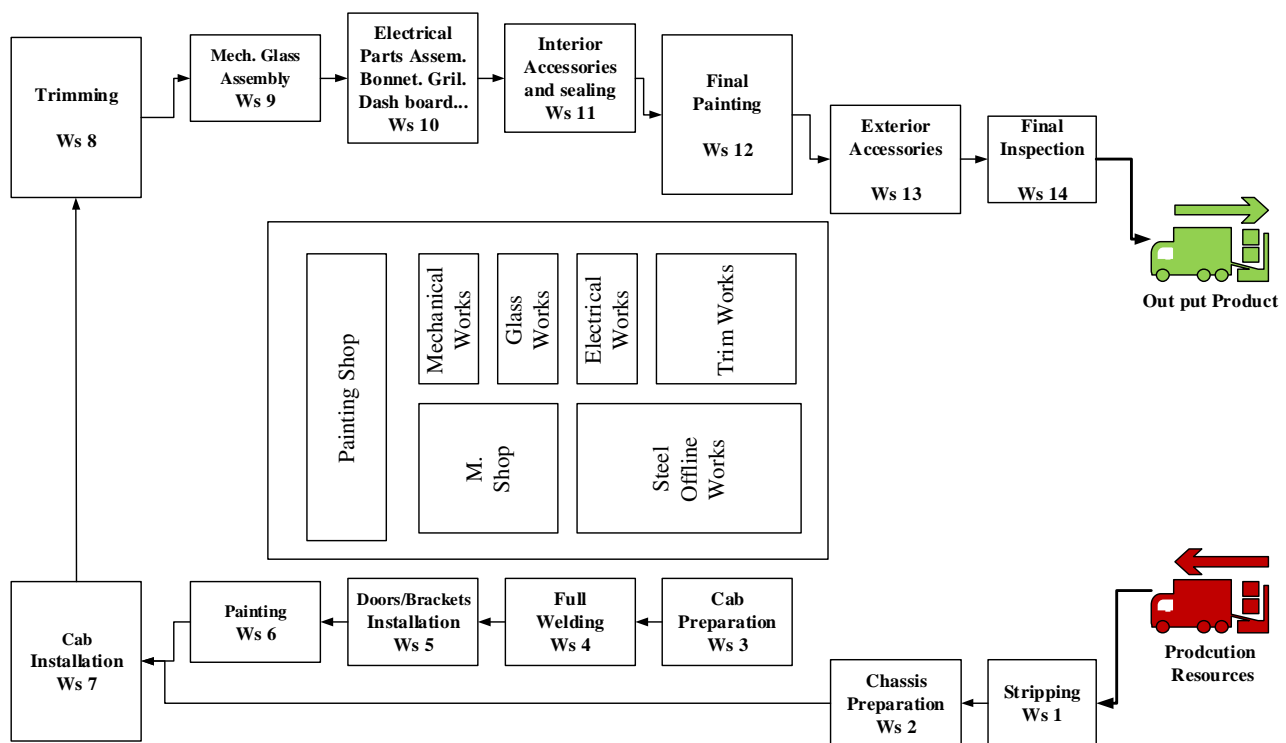 Trimming
Ws 8
Mech. Glass
Assembly
Ws 9
Electrical
Parts Assem.
Bonnet. Gril.
Dash board...
Ws 10
Interior
Accessories
and sealing
Ws 11
Final
Painting
Ws 12
Exterior
Accessories
Ws 13
Final
Inspection
Ws 14
Out put Product
Painting Shop
Mechanical
Works
Glass
Works
Electrical
Works
Trim Works
M.
Shop
Steel
Offline
Works
Cab
Installation
Ws 7
Painting
Ws 6
Doors/Brackets
Installation
Ws 5
Full
Welding
Ws 4
Cab
Preparation
Ws 3
Chassis
Preparation
Ws 2
Stripping
Ws 1
Prodcution
Resources